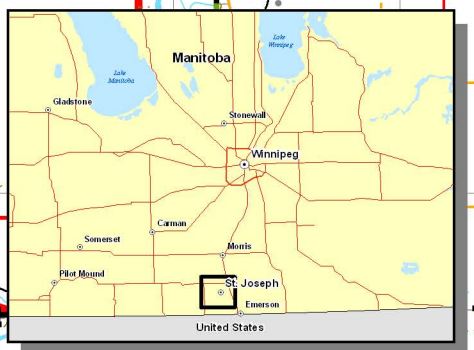 Lake
Winnipeg
Manitoba
Lake
Manitoba
Gladstone
Stonewall
Winnipeg
Carman
Somerset
Morris
Pilot Mound
St. Joseph
Emerson
United States